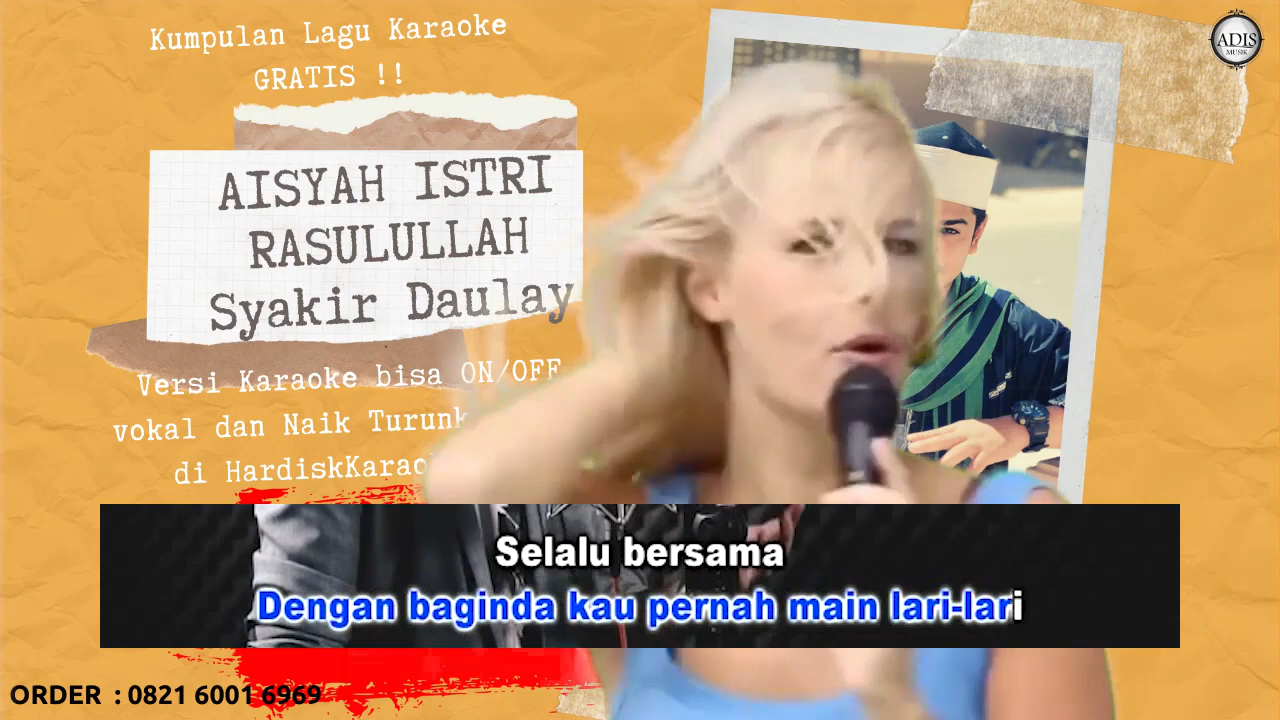 Kumpulan Lagu Karaoke
GRATIS !!
AISYAH ISTRI
RASULULLAH
Syakir Daulay
Versi Karaoke bisa ON/OFF
vokal dan Naik
di
Selalu bersama
Dengan baginda kau pernah main lari-lari
ORDER : 0821 6001 6969
ADIS
MUSIK